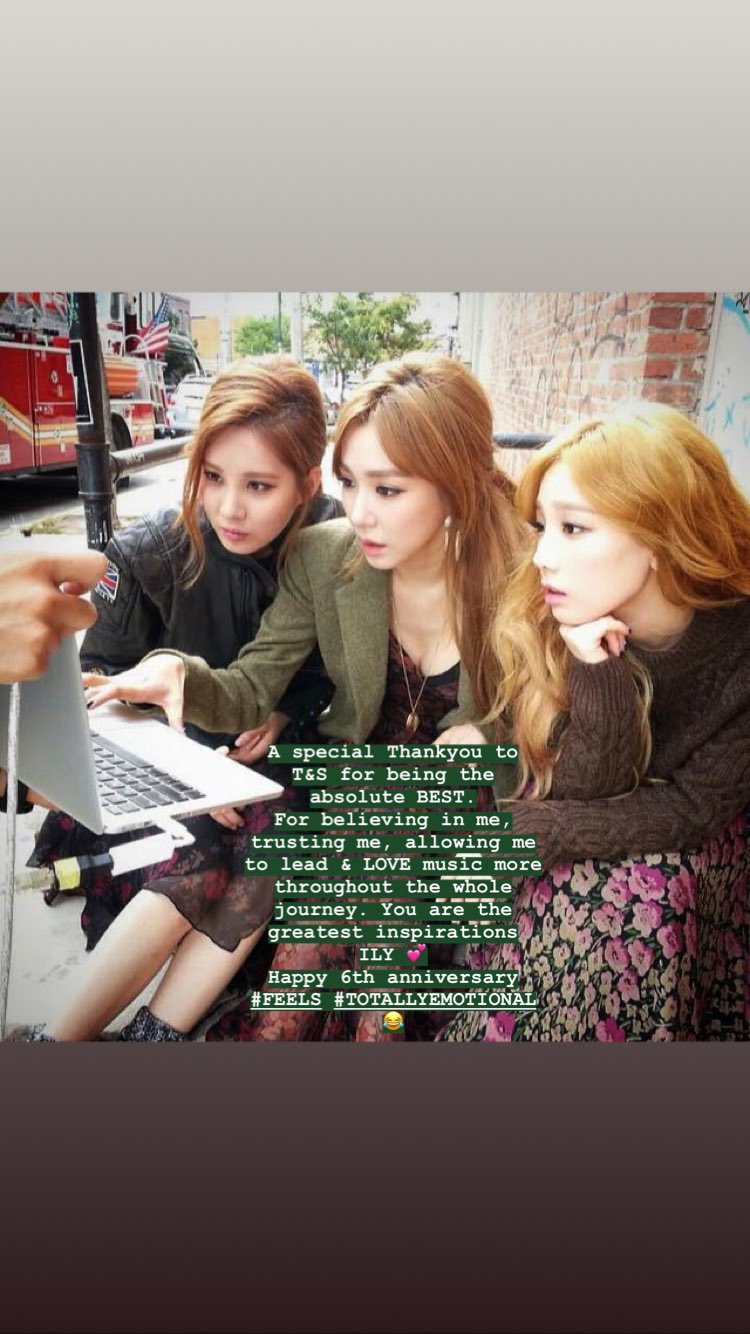 A special Thankyou to
T&S for being the
absolute BEST.
For believing in me,
trusting me, allowing me
to lead & LOVE music more
throughout the whole
journey. You are the
greatest inspirations
ILY 💕
Happy 6th anniversary
#FEELS #TOTALLYEMOTIONAL
😂